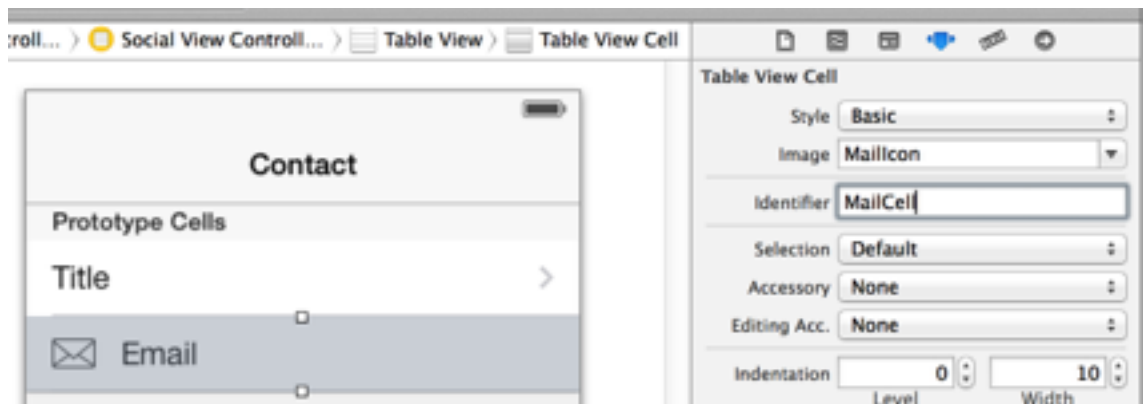 roll... Social View Controll... Table View Table View Cell
Contact
Prototype Cells
Title
Email
Table View Cell
Style Basic
Image MailIcon
Identifier MailCell
Selection Default
Accessory None
Editing Acc. None
Indentation 0 10
Level Width